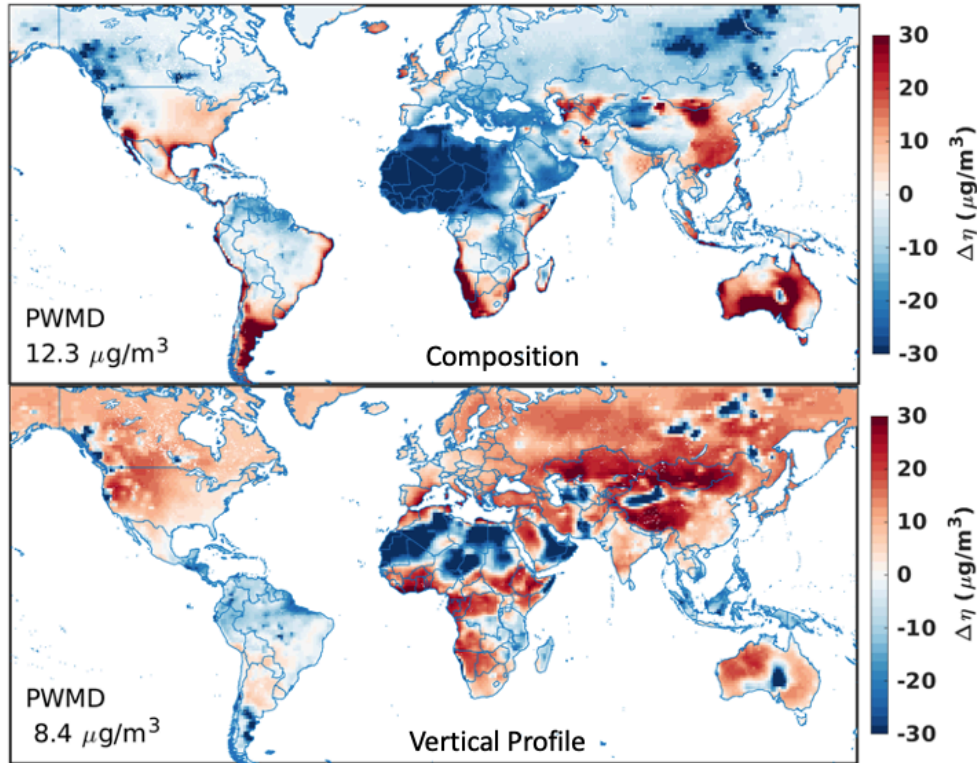 30
20
10
0
-10
-20
-30
Δη (μg/m³)
PWMD
12.3 μg/m³
Composition
30
20
10
0
-10
-20
-30
Δη (μg/m³)
PWMD
8.4 μg/m³
Vertical Profile